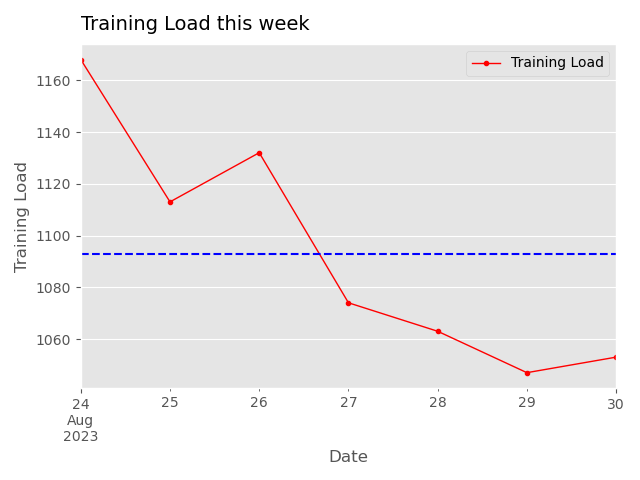 Training Load this week
Training Load
1160
1140
1120
1100
1080
1060
Training Load
24 25 26 27 28 29 30
Aug
2023
Date